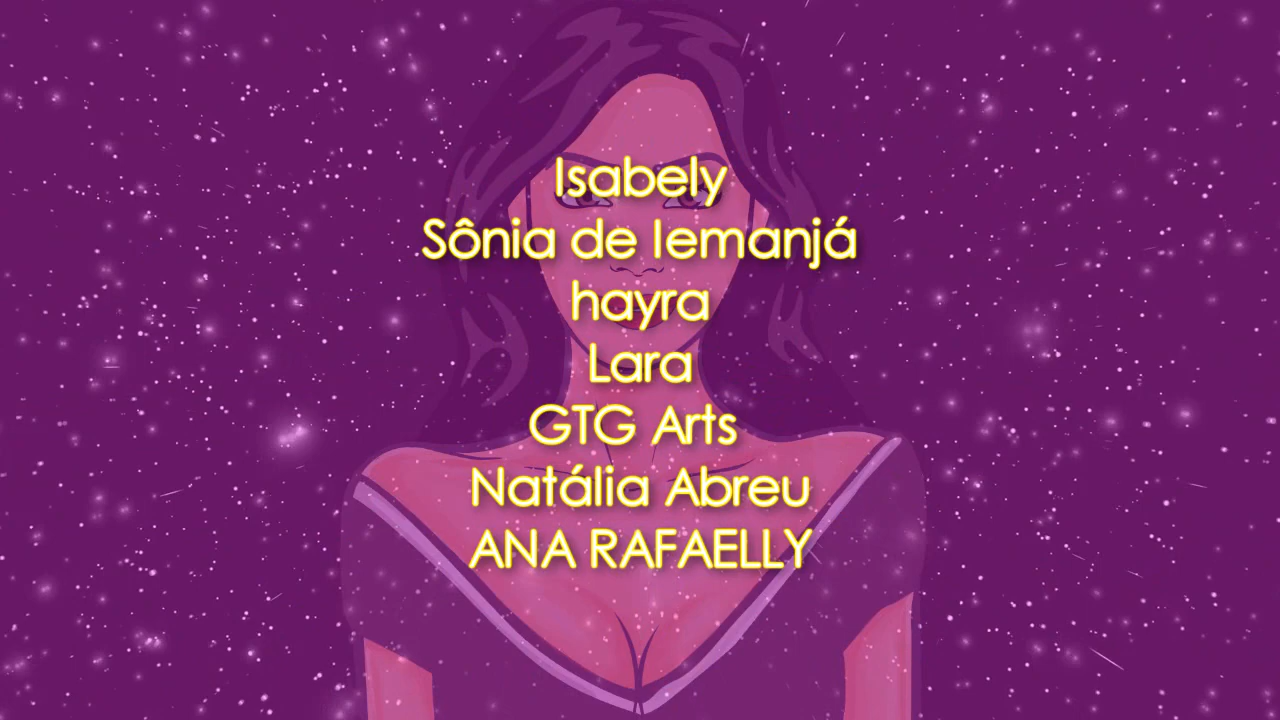 Isabely
Sônia de Iemanjá
hayra
Lara
GTG Arts
Natália Abreu
ANA RAFAELLY